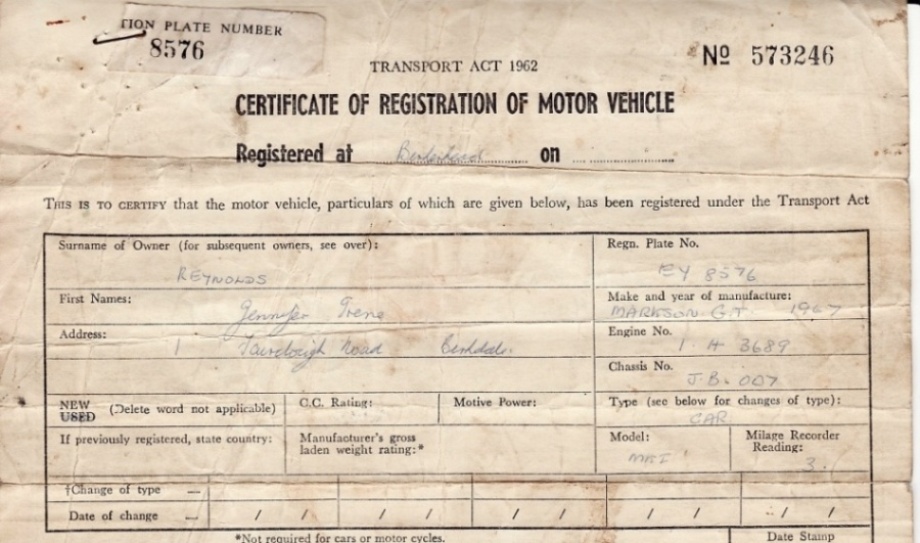 TION PLATE NUMBER
8576
Nº 573246
TRANSPORT ACT 1962
CERTIFICATE OF REGISTRATION OF MOTOR VEHICLE
Registered at on
THIS IS TO CERTIFY that the motor vehicle, particulars of which are given below, has been registered under the Transport Act
Surname of Owner (for subsequent owners, see over):
REYNOLDS
Regn. Plate No.
EY 8576
First Names:
Jennifer Irene
Make and year of manufacture:
MARKSON G.T 1967
Address:
1 Road
Engine No.
1 H 3689
Chassis No.
J.B. 007
NEW
USED (Delete word not applicable)
C.C. Rating:
Motive Power:
Type (see below for changes of type):
CAR
If previously registered, state country:
Manufacturer's gross
laden weight rating:*
Model:
MKI
Milage Recorder
Reading:
3.
†Change of type —
Date of change — / / / / / / / / / /
*Not required for cars or motor cycles.
Date Stamp